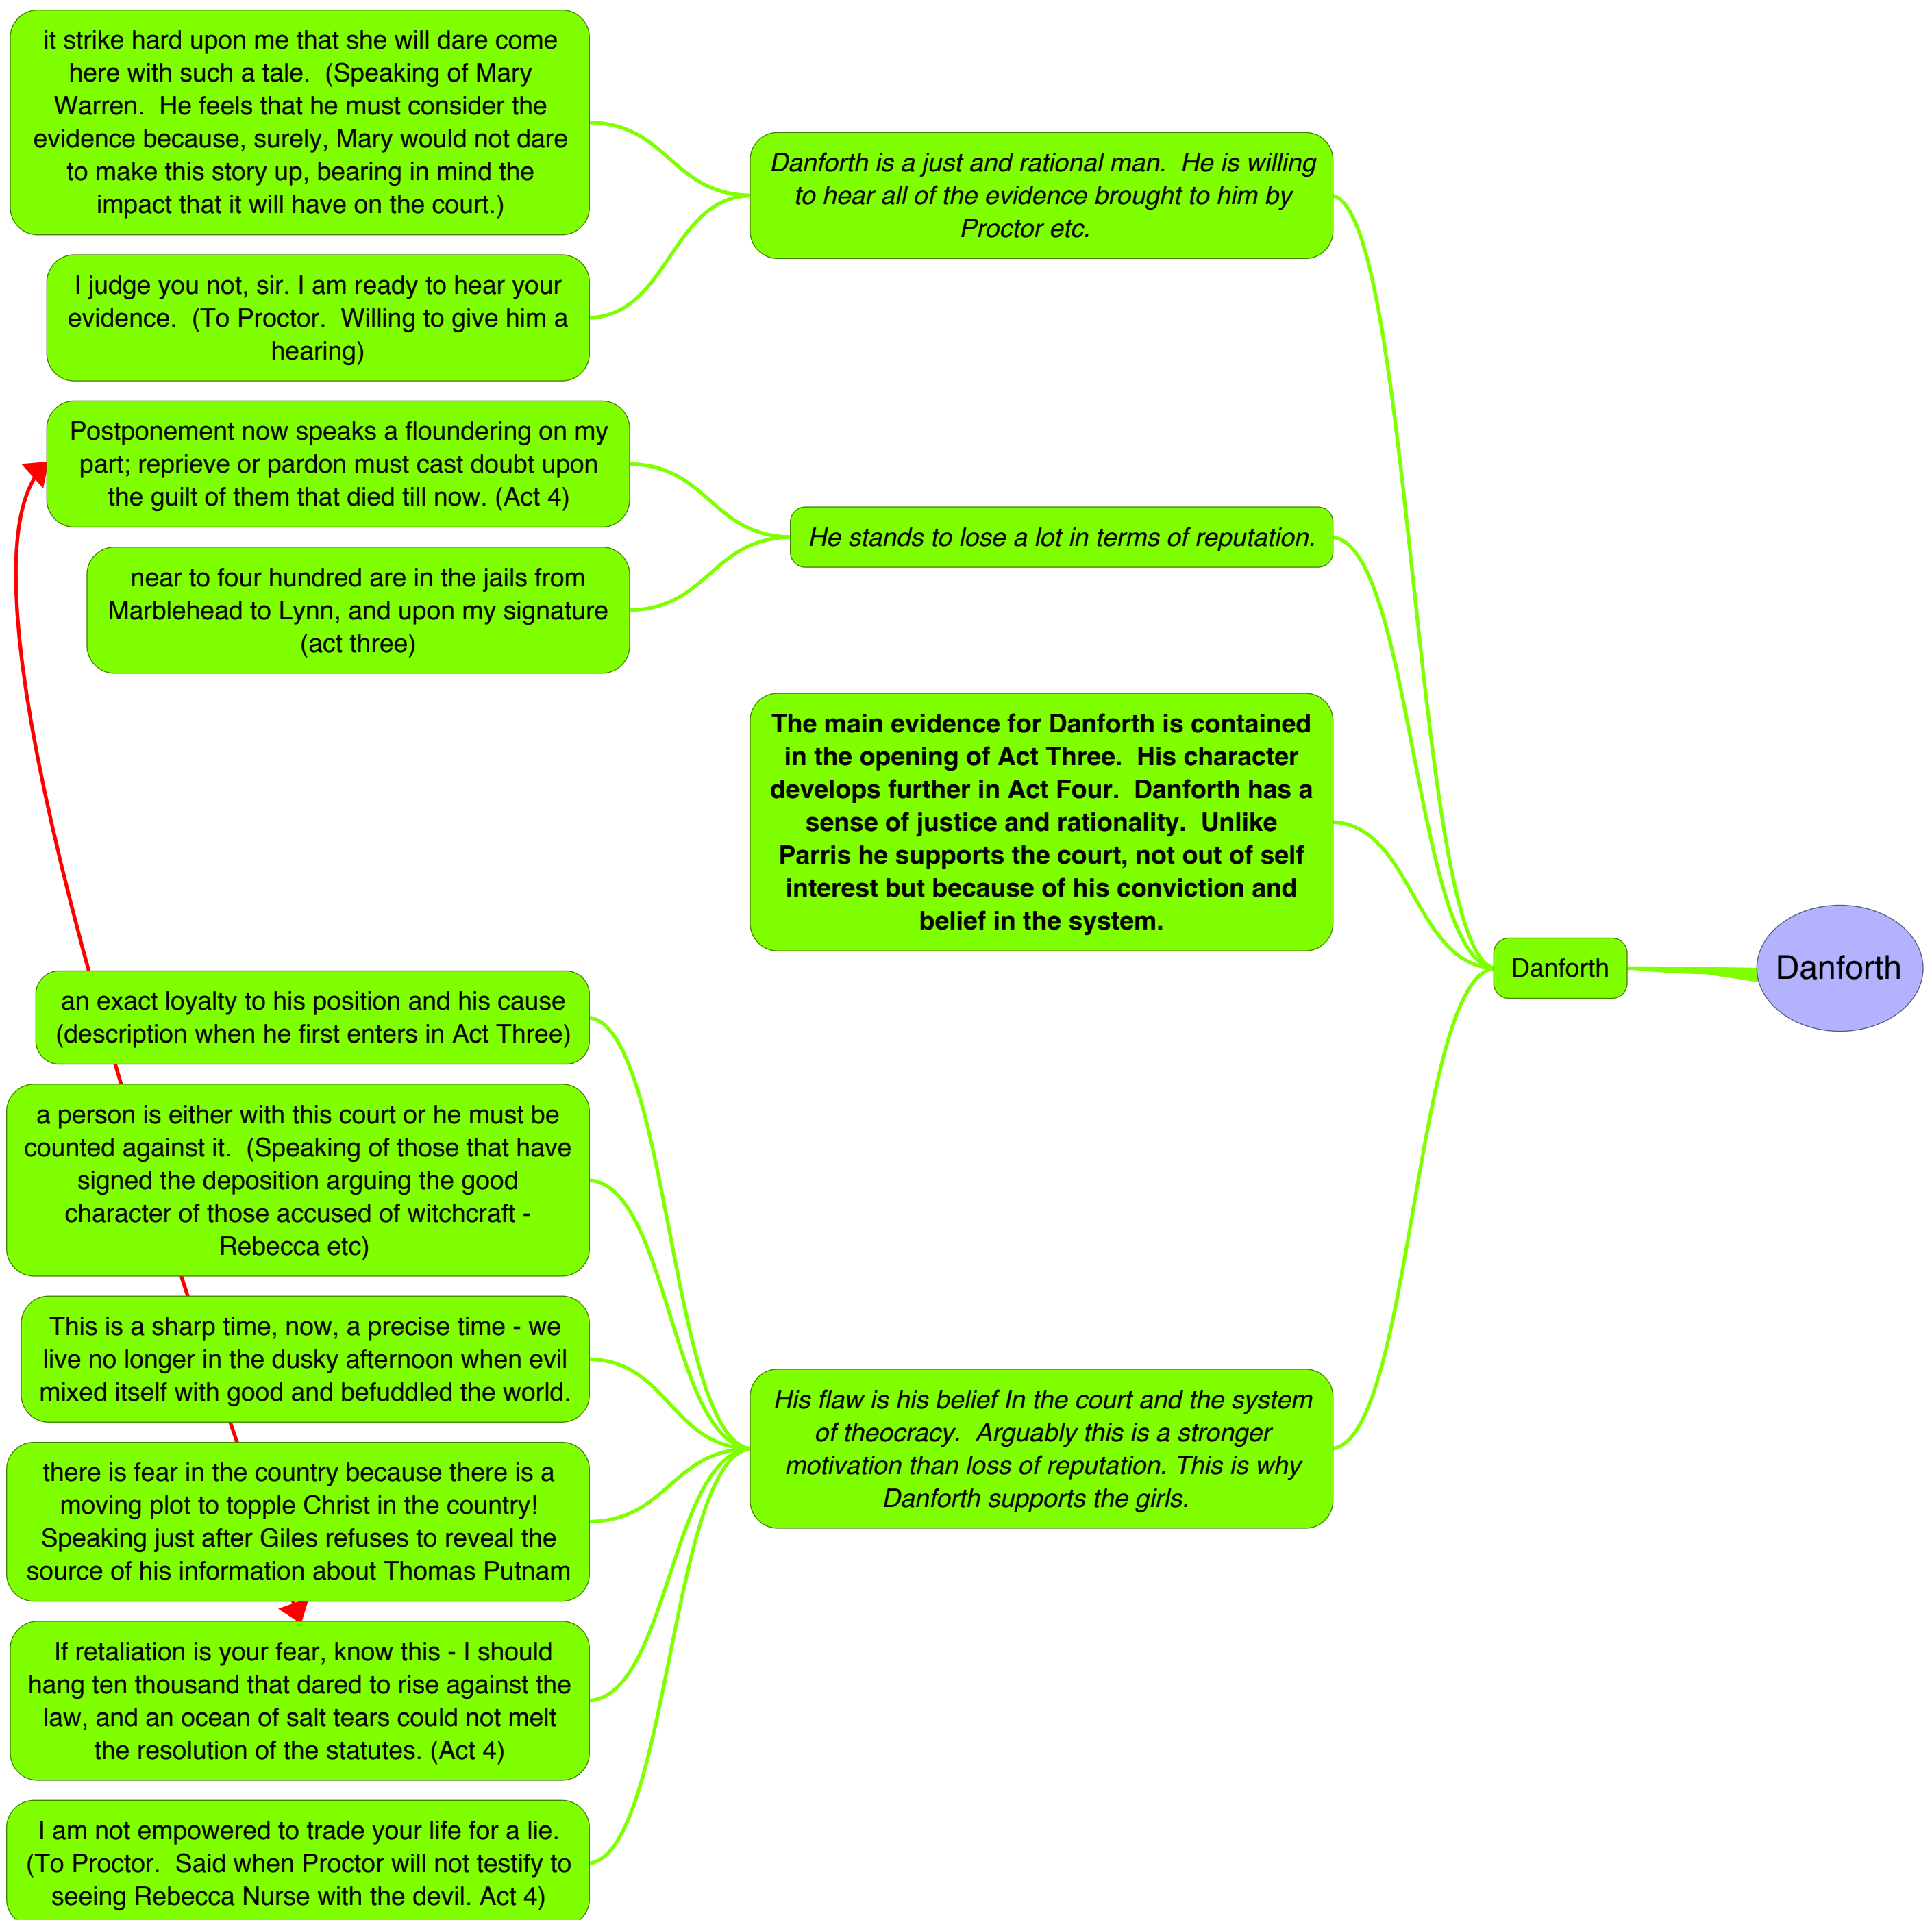 it strike hard upon me that she will dare come
here with such a tale.  (Speaking of Mary
Warren.  He feels that he must consider the
evidence because, surely, Mary would not dare
to make this story up, bearing in mind the
impact that it will have on the court.)
I judge you not, sir. I am ready to hear your
evidence.  (To Proctor.  Willing to give him a
hearing)
Danforth is a just and rational man.  He is willing
to hear all of the evidence brought to him by
Proctor etc.
Postponement now speaks a floundering on my
part; reprieve or pardon must cast doubt upon
the guilt of them that died till now. (Act 4)
near to four hundred are in the jails from
Marblehead to Lynn, and upon my signature
(act three)
He stands to lose a lot in terms of reputation.
The main evidence for Danforth is contained
in the opening of Act Three.  His character
develops further in Act Four.  Danforth has a
sense of justice and rationality.  Unlike
Parris he supports the court, not out of self
interest but because of his conviction and
belief in the system.
an exact loyalty to his position and his cause
(description when he first enters in Act Three)
a person is either with this court or he must be
counted against it.  (Speaking of those that have
signed the deposition arguing the good
character of those accused of witchcraft -
Rebecca etc)
This is a sharp time, now, a precise time - we
live no longer in the dusky afternoon when evil
mixed itself with good and befuddled the world.
there is fear in the country because there is a
moving plot to topple Christ in the country!
Speaking just after Giles refuses to reveal the
source of his information about Thomas Putnam
If retaliation is your fear, know this - I should
hang ten thousand that dared to rise against the
law, and an ocean of salt tears could not melt
the resolution of the statutes. (Act 4)
I am not empowered to trade your life for a lie.
(To Proctor.  Said when Proctor will not testify to
seeing Rebecca Nurse with the devil. Act 4)
His flaw is his belief In the court and the system
of theocracy.  Arguably this is a stronger
motivation than loss of reputation. This is why
Danforth supports the girls.
Danforth
Danforth